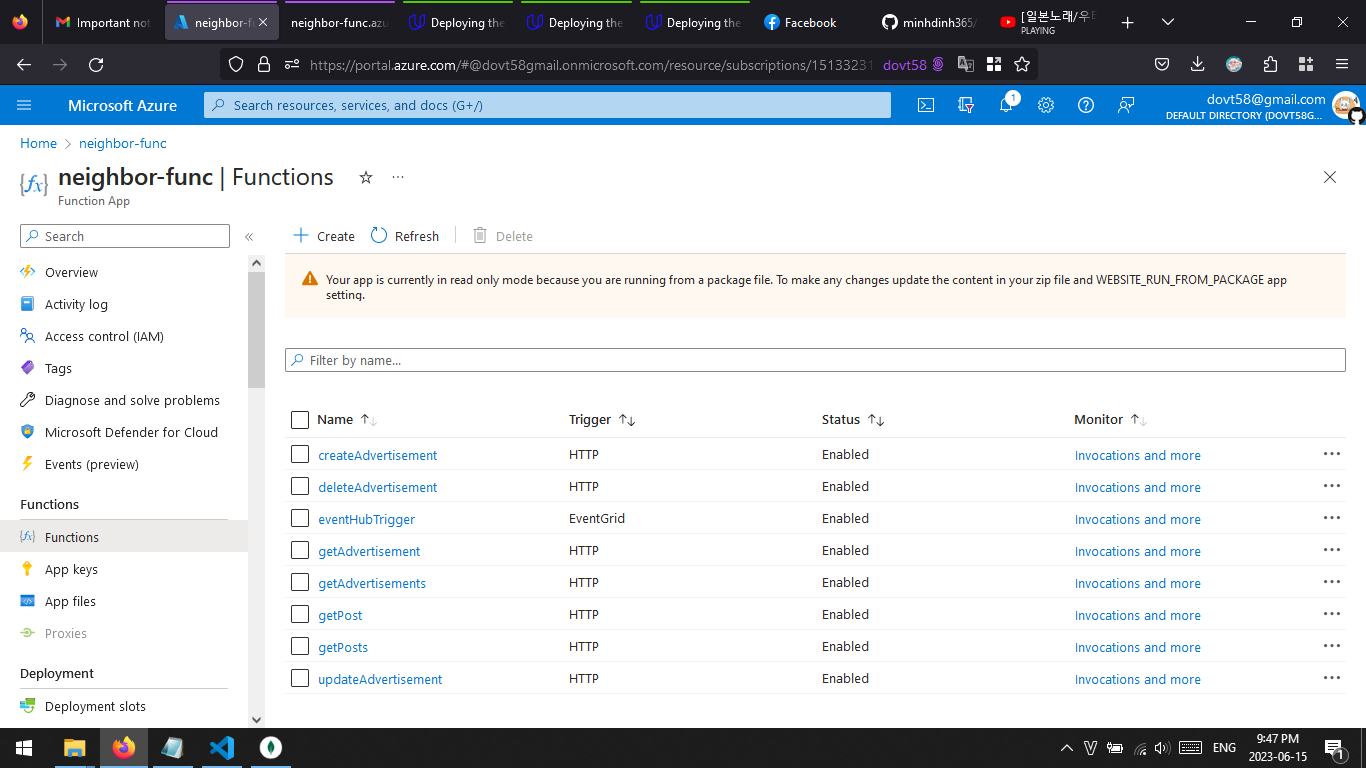 Important not
neighbor-f
neighbor-func.az
Deploying the
Deploying the
Deploying the
Facebook
minhdinh365/
[일본노래/우
PLAYING
https://portal.azure.com/#@dovt58gmail.onmicrosoft.com/resource/subscriptions/15133231
dovt58
Microsoft Azure
Search resources, services, and docs (G+/)
1
dovt58@gmail.com
DEFAULT DIRECTORY (DOVT58G...
Home > neighbor-func
neighbor-func | Functions
...
Function App
Search
«
Overview
Activity log
Access control (IAM)
Tags
Diagnose and solve problems
Microsoft Defender for Cloud
Events (preview)
Functions
Functions
App keys
App files
Proxies
Deployment
Deployment slots
Create Refresh Delete
Your app is currently in read only mode because you are running from a package file. To make any changes update the content in your zip file and WEBSITE_RUN_FROM_PACKAGE app
setting.
Filter by name...
Name Trigger Status Monitor
createAdvertisement HTTP Enabled Invocations and more
deleteAdvertisement HTTP Enabled Invocations and more
eventHubTrigger EventGrid Enabled Invocations and more
getAdvertisement HTTP Enabled Invocations and more
getAdvertisements HTTP Enabled Invocations and more
getPost HTTP Enabled Invocations and more
getPosts HTTP Enabled Invocations and more
updateAdvertisement HTTP Enabled Invocations and more
ENG
9:47 PM
2023-06-15
1